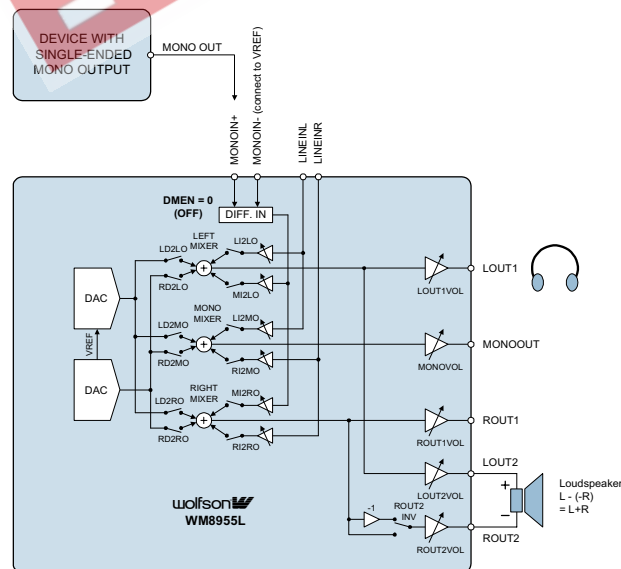 DEVICE WITH
SINGLE-ENDED
MONO OUTPUT
MONO OUT
MONOIN+
MONOIN- (connect to VREF)
LINEINL
LINEINR
DMEN = 0
(OFF)
DIFF. IN
LEFT
MIXER
LD2LO
LI2LO
RD2LO
MI2LO
DAC
LOUT1VOL
LOUT1
MONO
MIXER
LD2MO
LI2MO
VREF
RD2MO
RI2MO
MONOVOL
MONOOUT
DAC
RIGHT
MIXER
LD2RO
MI2RO
RD2RO
RI2RO
ROUT1VOL
ROUT1
LOUT2
LOUT2VOL
wolfson
WM8955L
-1
ROUT2
INV
ROUT2VOL
ROUT2
+
–
Loudspeaker
L - (-R)
= L+R